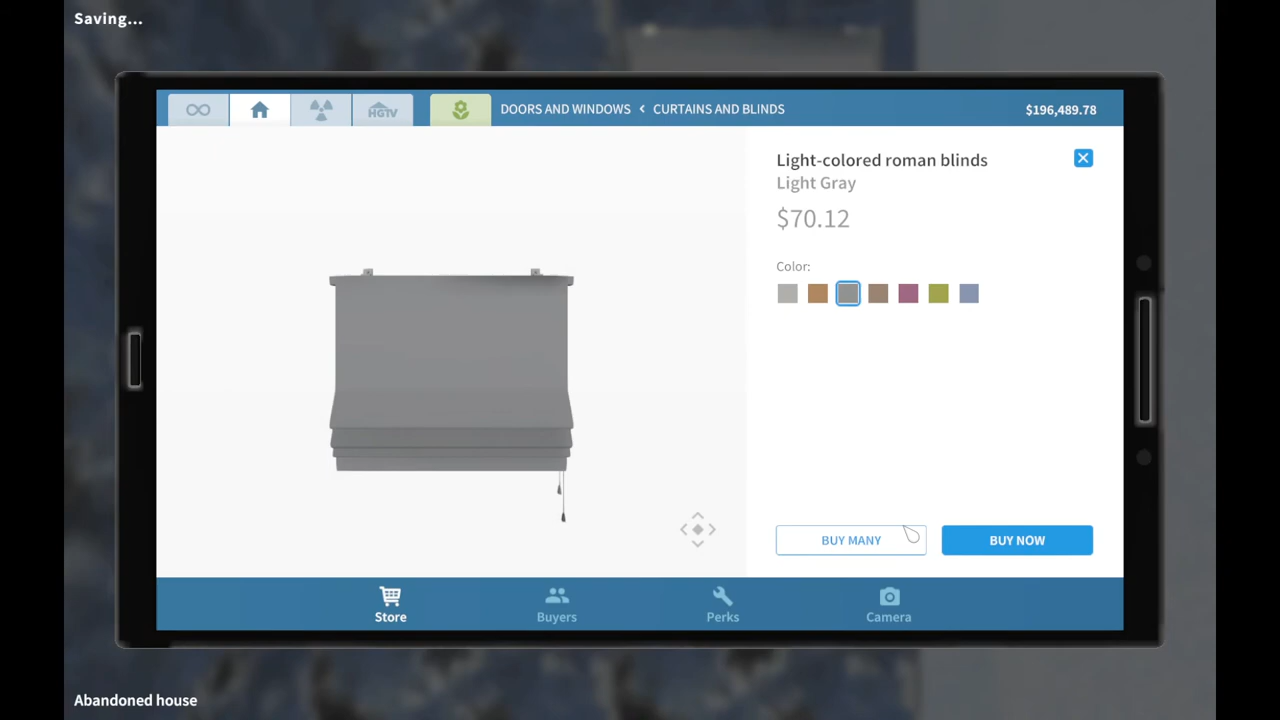 Saving...
HGTV
DOORS AND WINDOWS < CURTAINS AND BLINDS
$196,489.78
Light-colored roman blinds
Light Gray
$70.12
Color:
BUY MANY
BUY NOW
Store
Buyers
Perks
Camera
Abandoned house